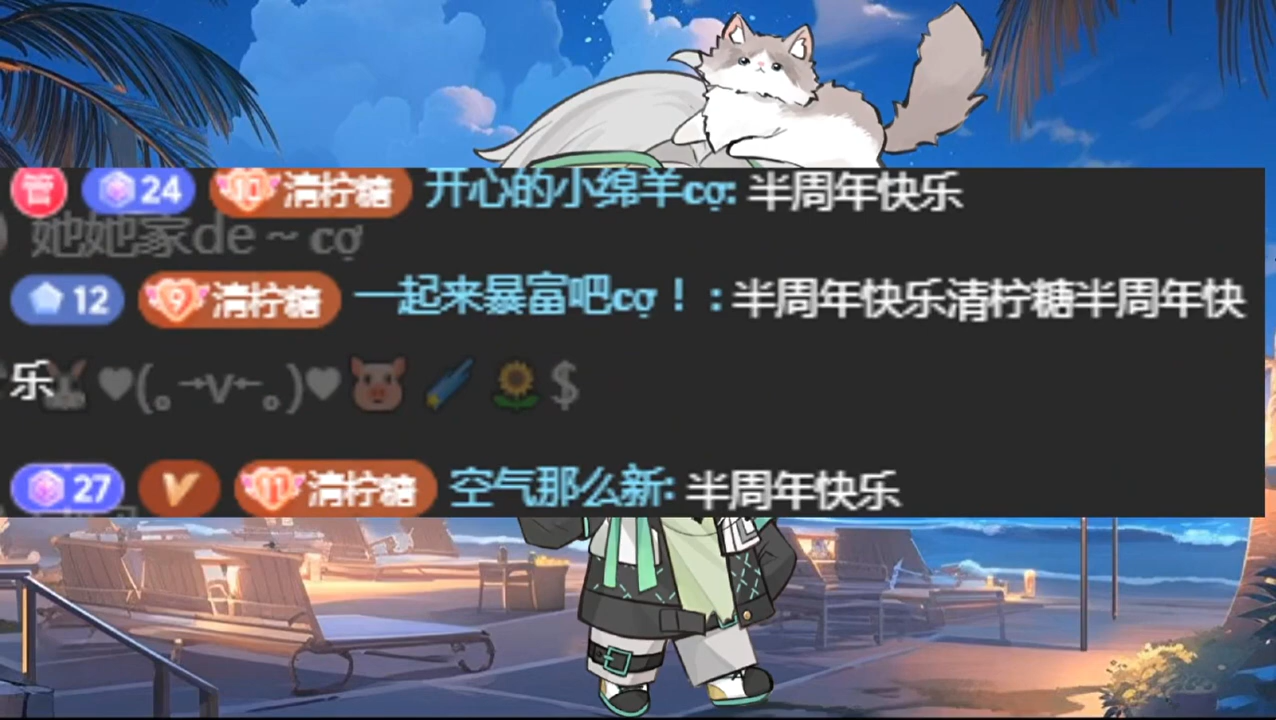 管 24 10 清柠糖 开心的小绵羊cợ: 半周年快乐
她她家de ~ cợ
12 9 清柠糖 一起来暴富吧cợ！: 半周年快乐清柠糖半周年快
乐 ♥(｡→v←｡)♥🐷☄️🌻$
27 V 11 清柠糖 空气那么新: 半周年快乐